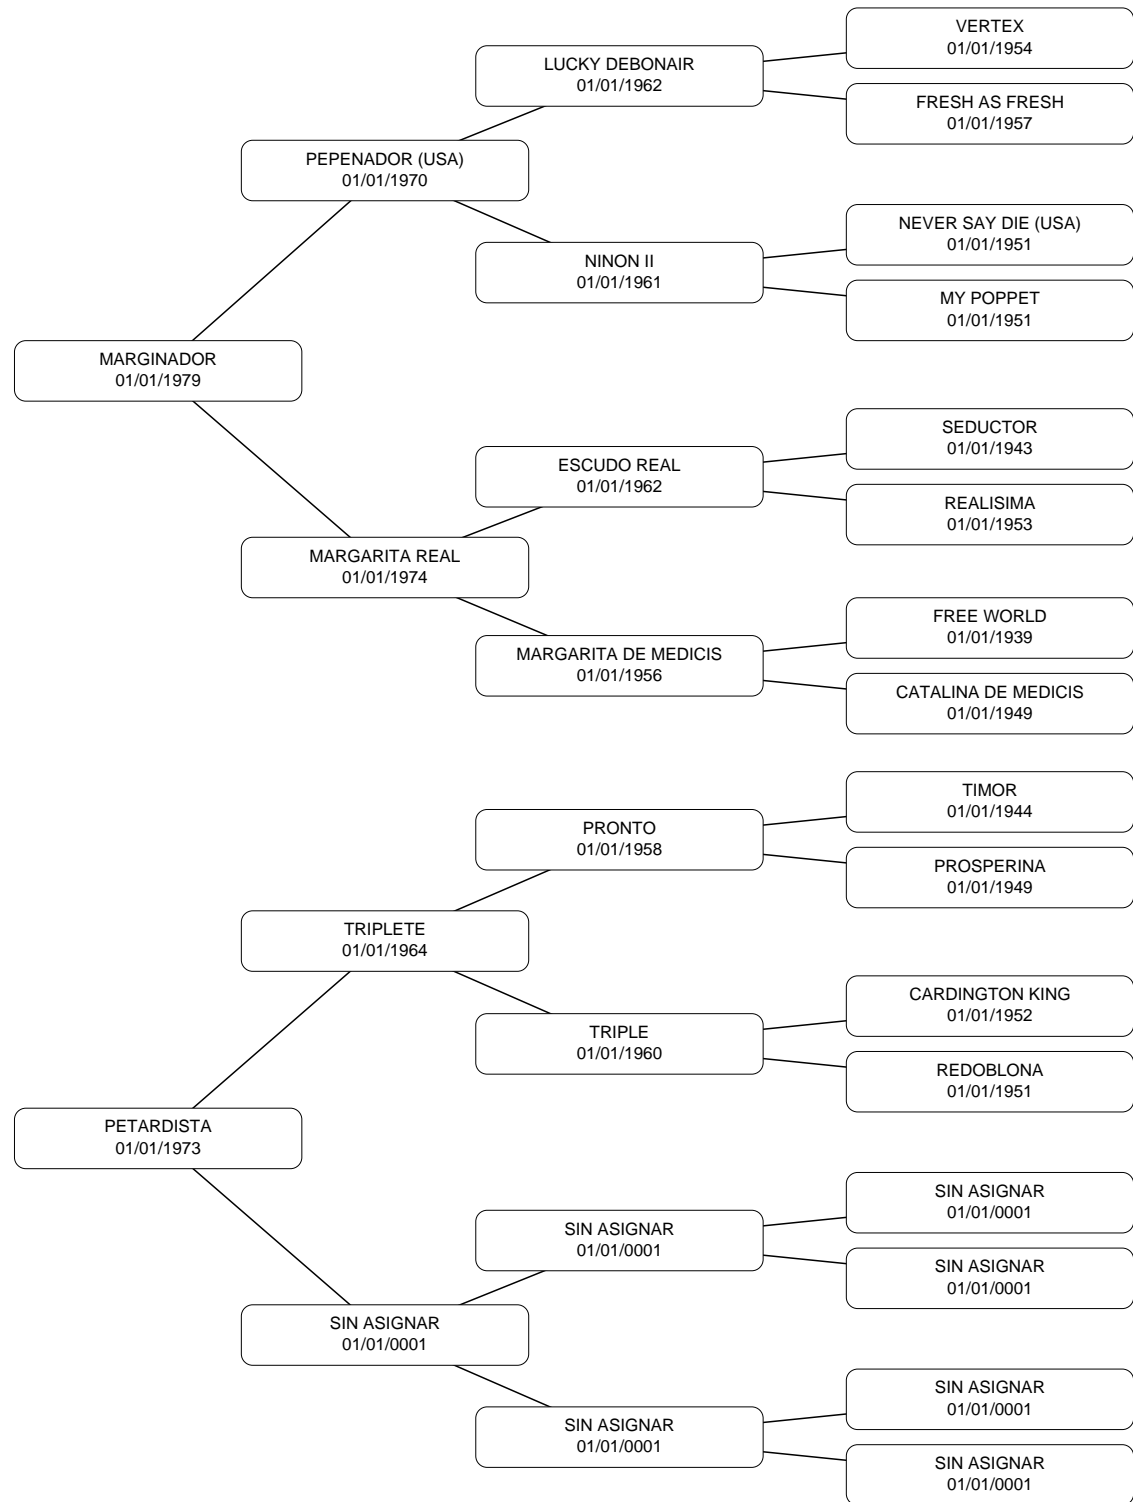 VERTEX
01/01/1954
LUCKY DEBONAIR
01/01/1962
FRESH AS FRESH
01/01/1957
PEPENADOR (USA)
01/01/1970
NEVER SAY DIE (USA)
01/01/1951
NINON II
01/01/1961
MY POPPET
01/01/1951
MARGINADOR
01/01/1979
SEDUCTOR
01/01/1943
ESCUDO REAL
01/01/1962
REALISIMA
01/01/1953
MARGARITA REAL
01/01/1974
FREE WORLD
01/01/1939
MARGARITA DE MEDICIS
01/01/1956
CATALINA DE MEDICIS
01/01/1949
TIMOR
01/01/1944
PRONTO
01/01/1958
PROSPERINA
01/01/1949
TRIPLETE
01/01/1964
CARDINGTON KING
01/01/1952
TRIPLE
01/01/1960
REDOBLONA
01/01/1951
PETARDISTA
01/01/1973
SIN ASIGNAR
01/01/0001
SIN ASIGNAR
01/01/0001
SIN ASIGNAR
01/01/0001
SIN ASIGNAR
01/01/0001
SIN ASIGNAR
01/01/0001
SIN ASIGNAR
01/01/0001
SIN ASIGNAR
01/01/0001